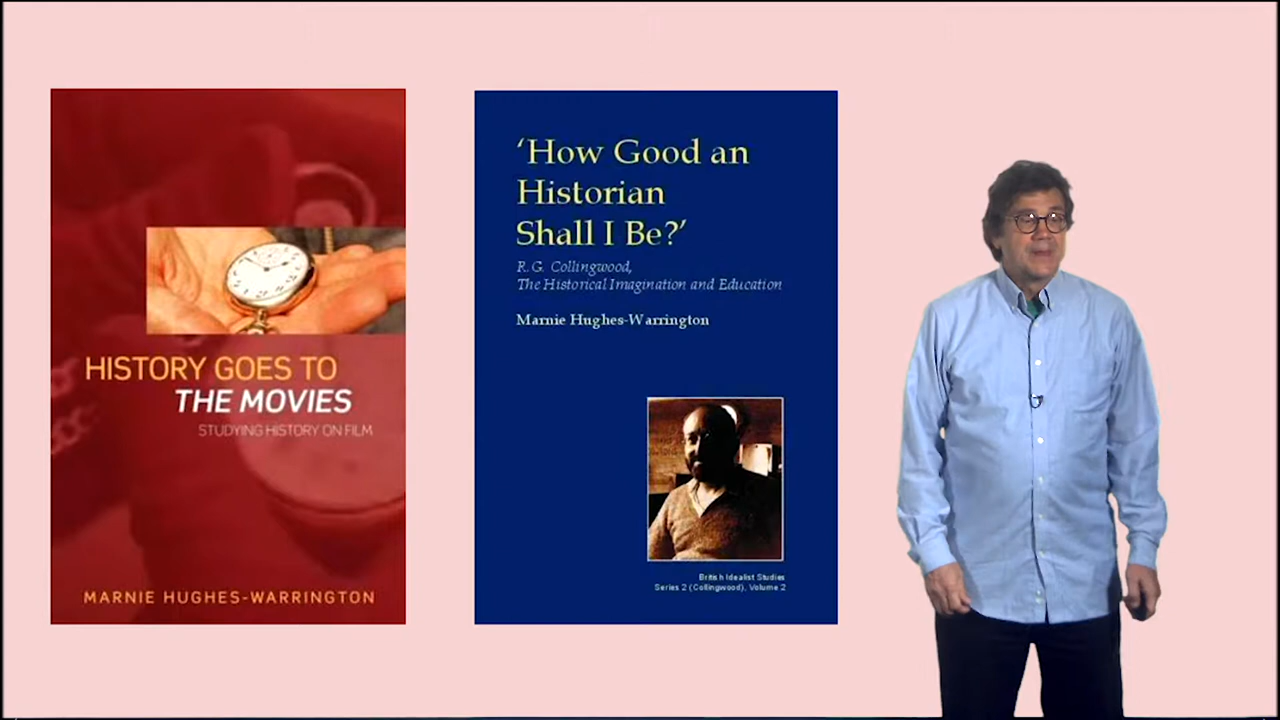 HISTORY GOES TO
THE MOVIES
STUDYING HISTORY ON FILM
MARNIE HUGHES-WARRINGTON
‘How Good an
Historian
Shall I Be?’
R.G. Collingwood,
The Historical Imagination and Education
Marnie Hughes-Warrington
British Idealist Studies
Series 2 (Collingwood), Volume 2